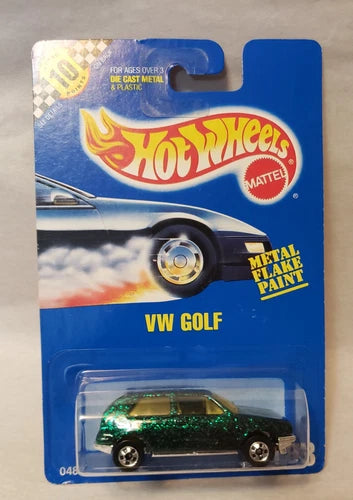 10
FOR AGES OVER 3
DIE CAST METAL
& PLASTIC
HOT WHEELS
MATTEL
METAL
FLAKE
PAINT
VW GOLF
048